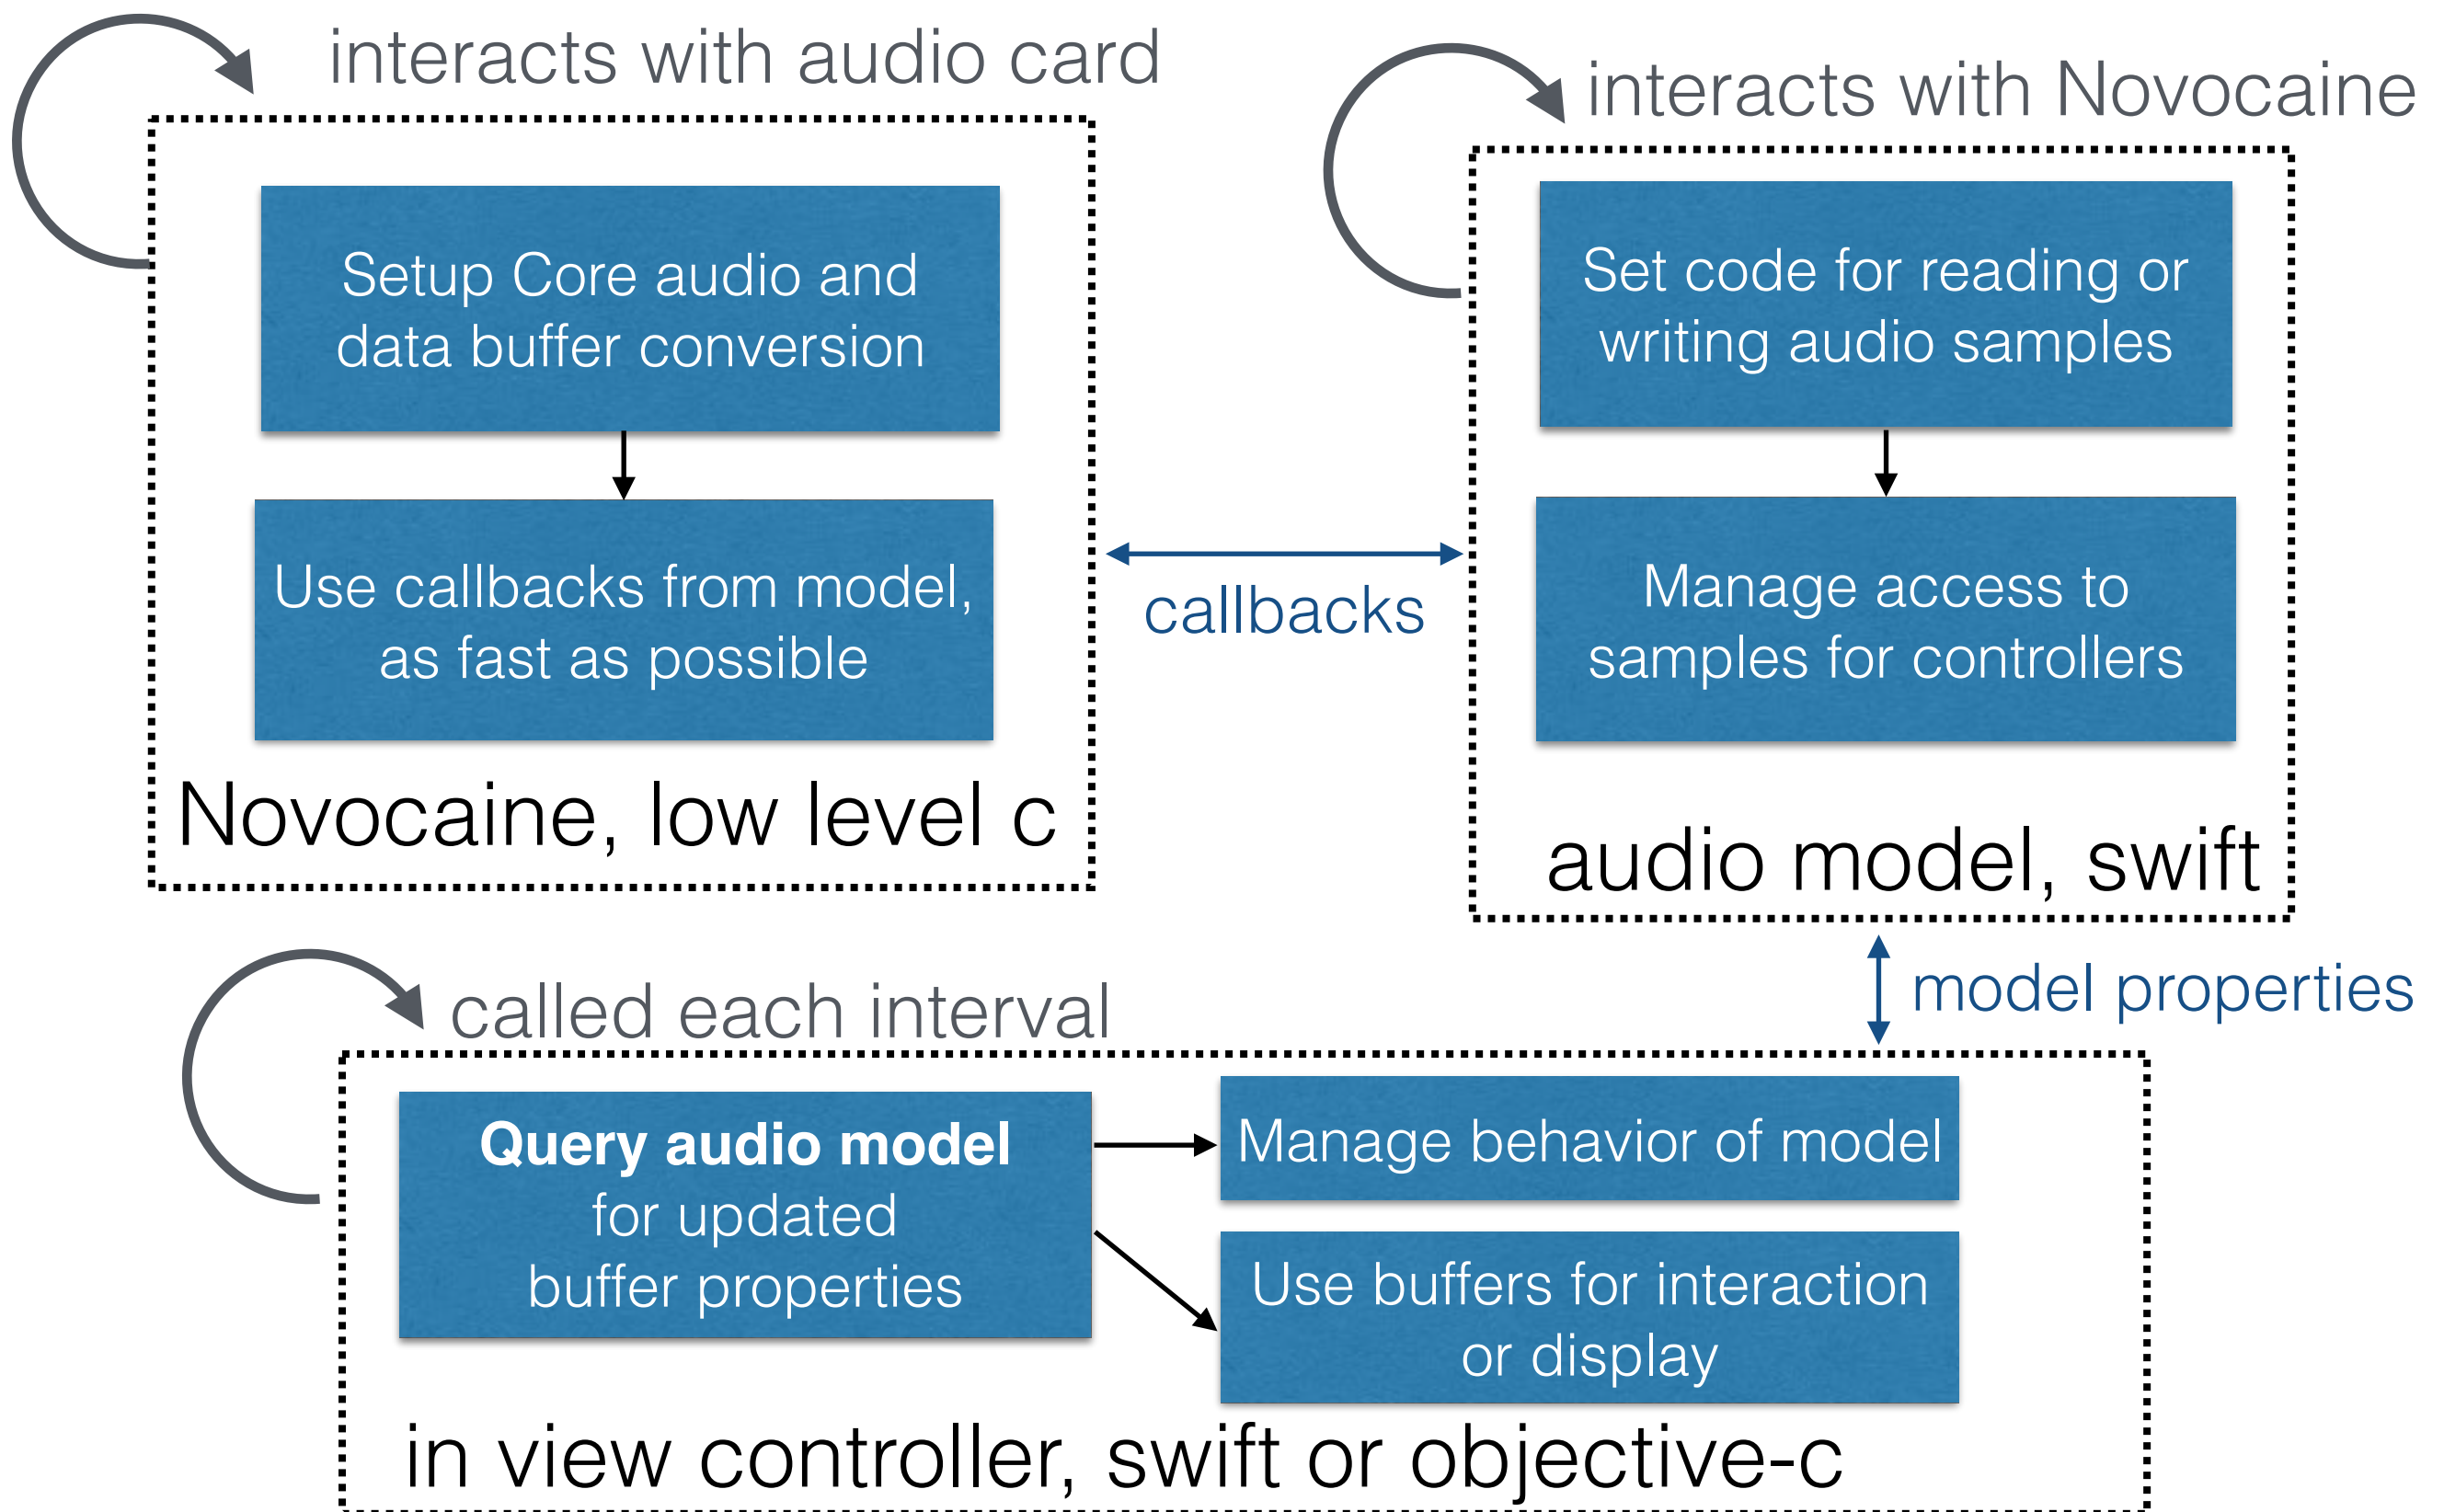 interacts with audio card
Setup Core audio and
data buffer conversion
Use callbacks from model,
as fast as possible
Novocaine, low level c
callbacks
interacts with Novocaine
Set code for reading or
writing audio samples
Manage access to
samples for controllers
audio model, swift
model properties
called each interval
Query audio model
for updated
buffer properties
Manage behavior of model
Use buffers for interaction
or display
in view controller, swift or objective-c